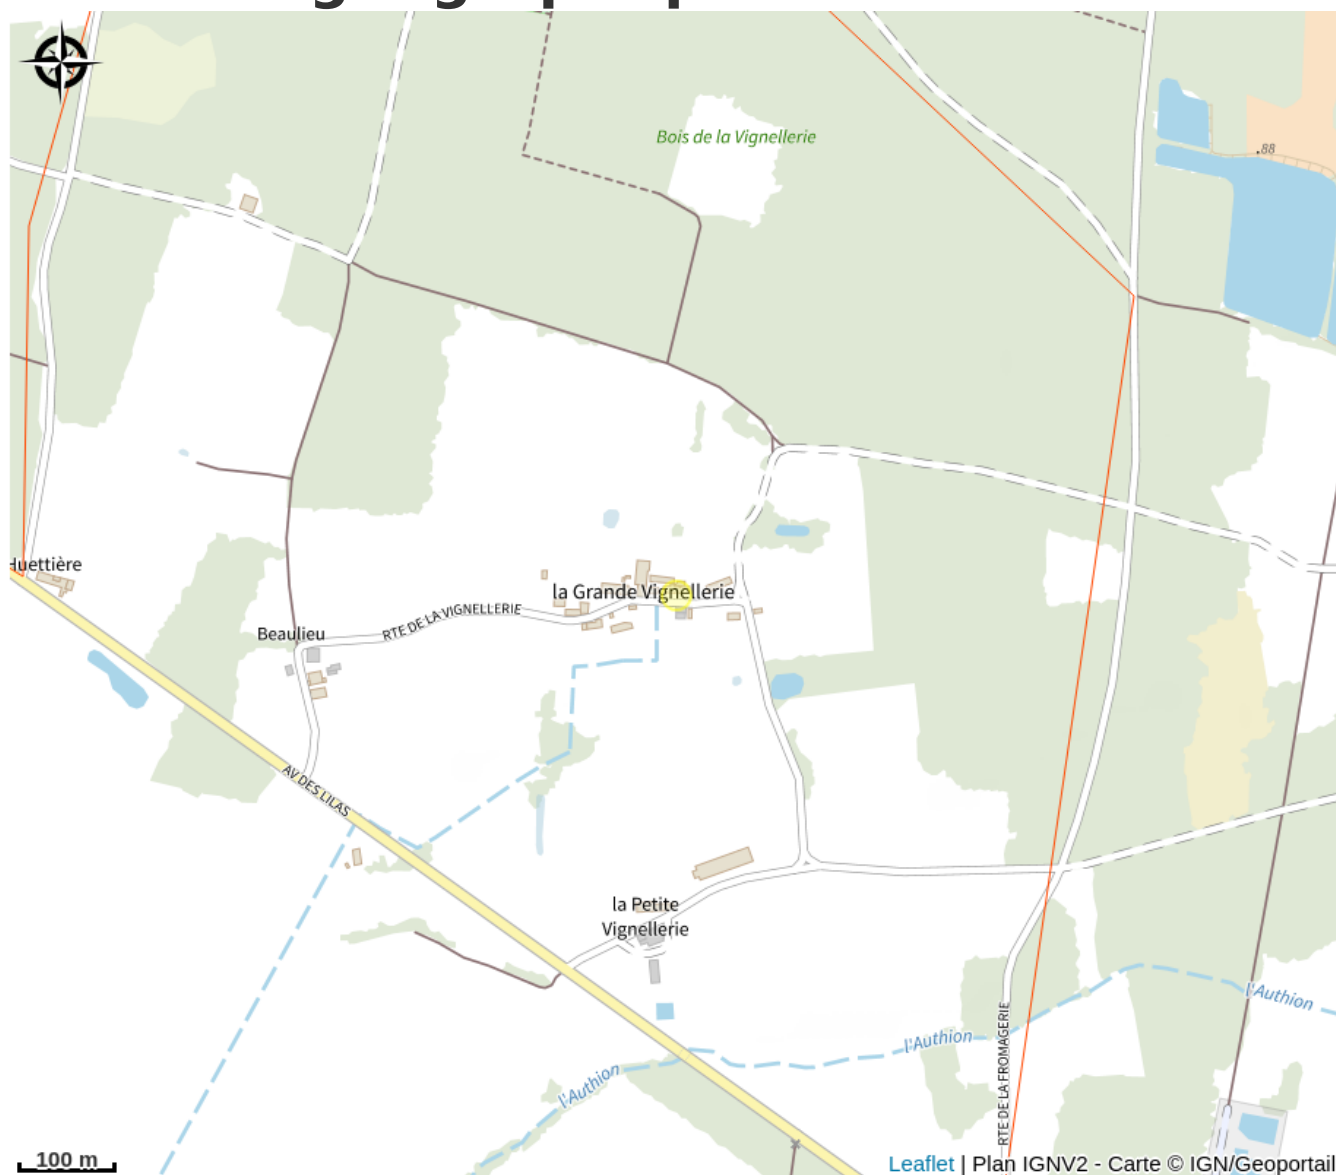 Bois de la Vignellerie
.88
Huettière
la Grande Vignellerie
RTE DE LA VIGNELLERIE
Beaulieu
AV DES LILAS
la Petite
Vignellerie
l'Authion
l'Authion
l'Authion
RTE DE LA FROMAGERIE
100 m
Leaflet | Plan IGNV2 - Carte © IGN/Geoportail